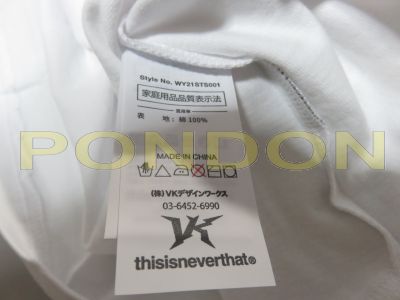 Style No. WY21STS001
家庭用品品質表示法
表 地 : 綿 100%
PONDON
MADE IN CHINA
(株)VKデザインワークス
03-6452-6990
VK
thisisneverthat®